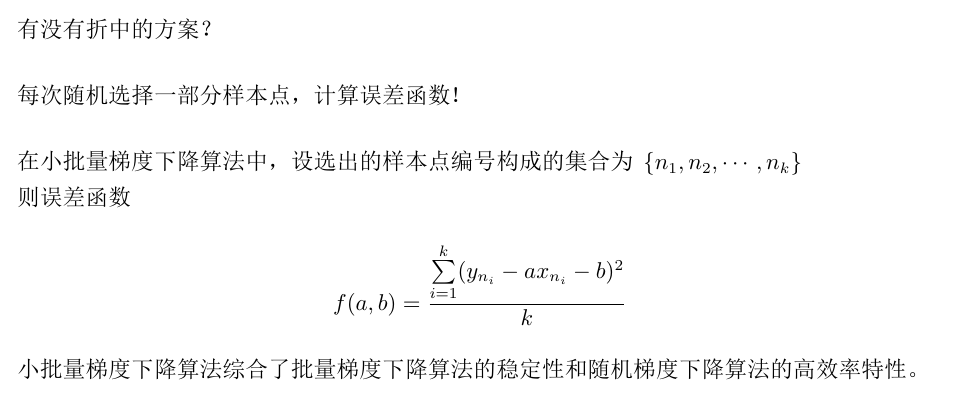 有没有折中的方案？
每次随机选择一部分样本点，计算误差函数！
在小批量梯度下降算法中，设选出的样本点编号构成的集合为 {n₁, n₂, ⋯ , nₖ}
则误差函数
$$f(a, b) = \frac{\sum\limits_{i=1}^{k} (y_{n_i} - ax_{n_i} - b)^2}{k}$$
小批量梯度下降算法综合了批量梯度下降算法的稳定性和随机梯度下降算法的高效率特性。